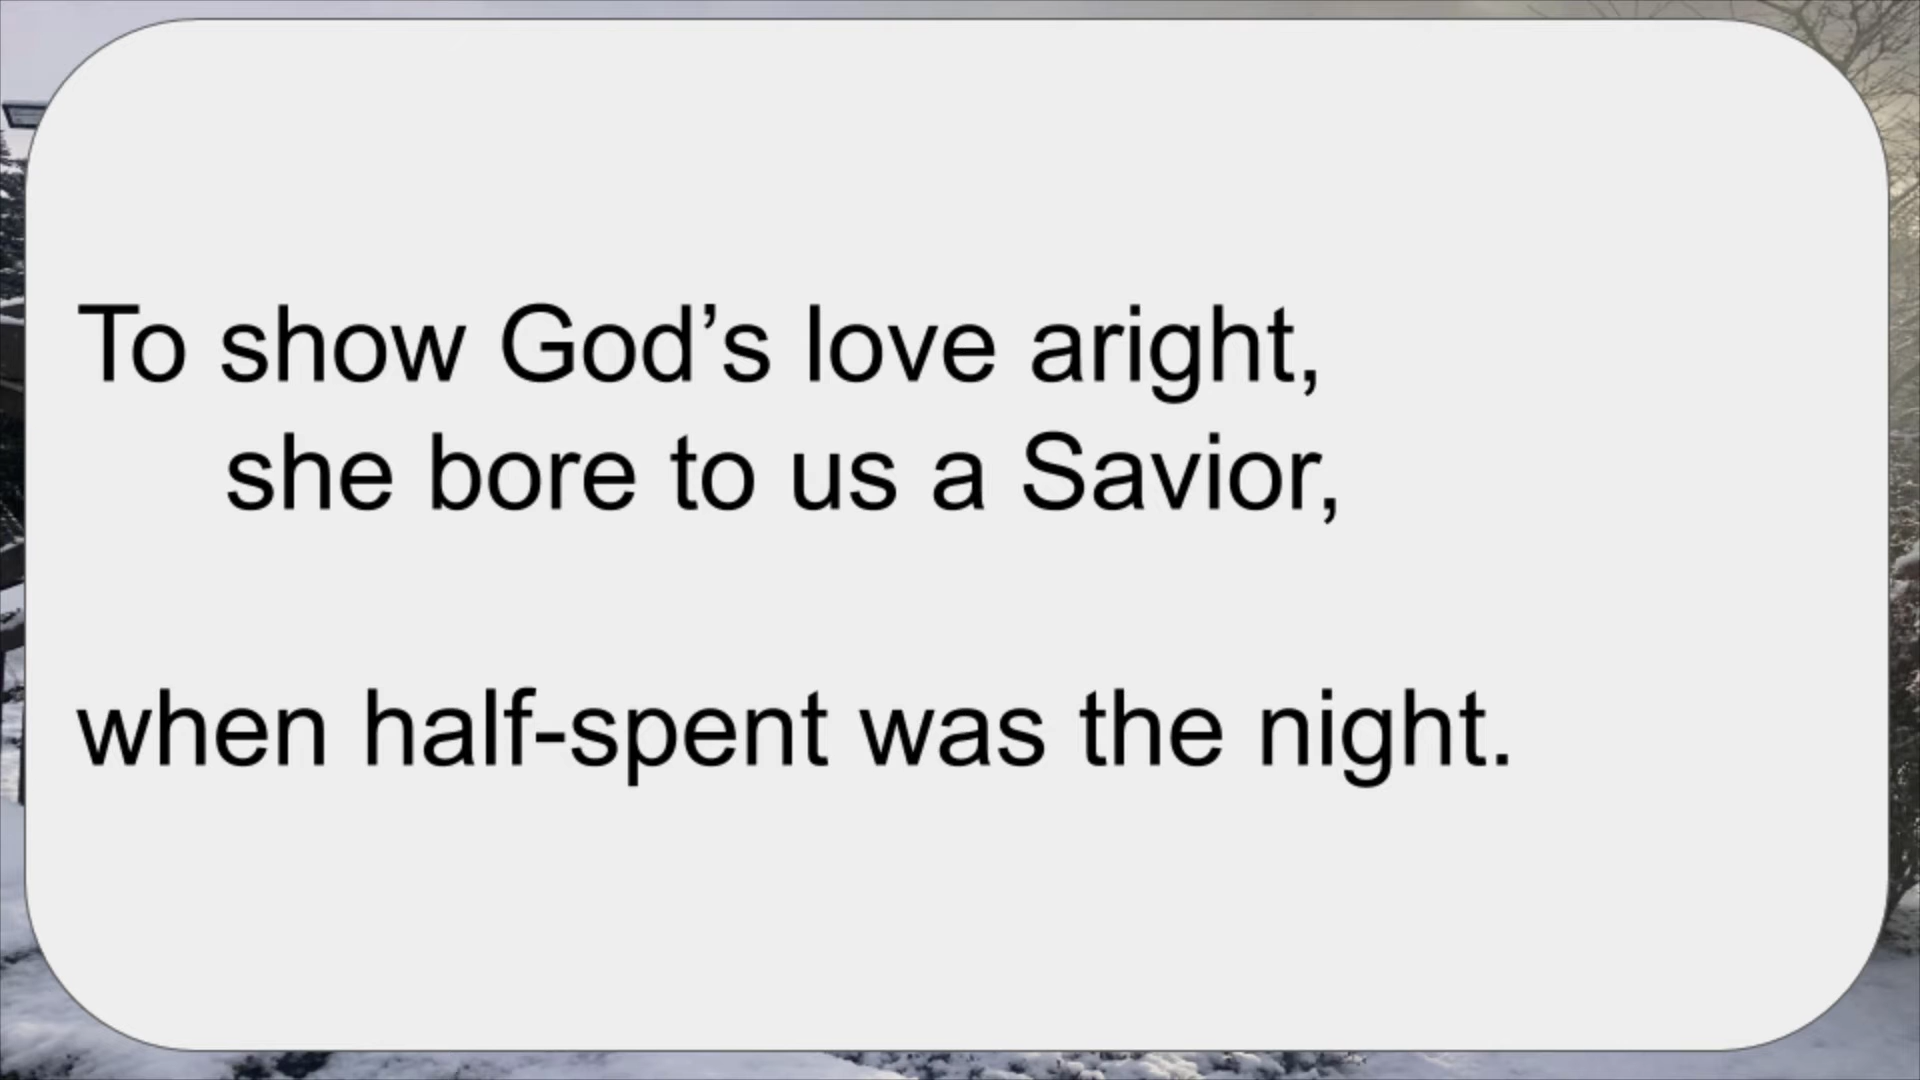 To show God’s love aright,
she bore to us a Savior,
when half-spent was the night.